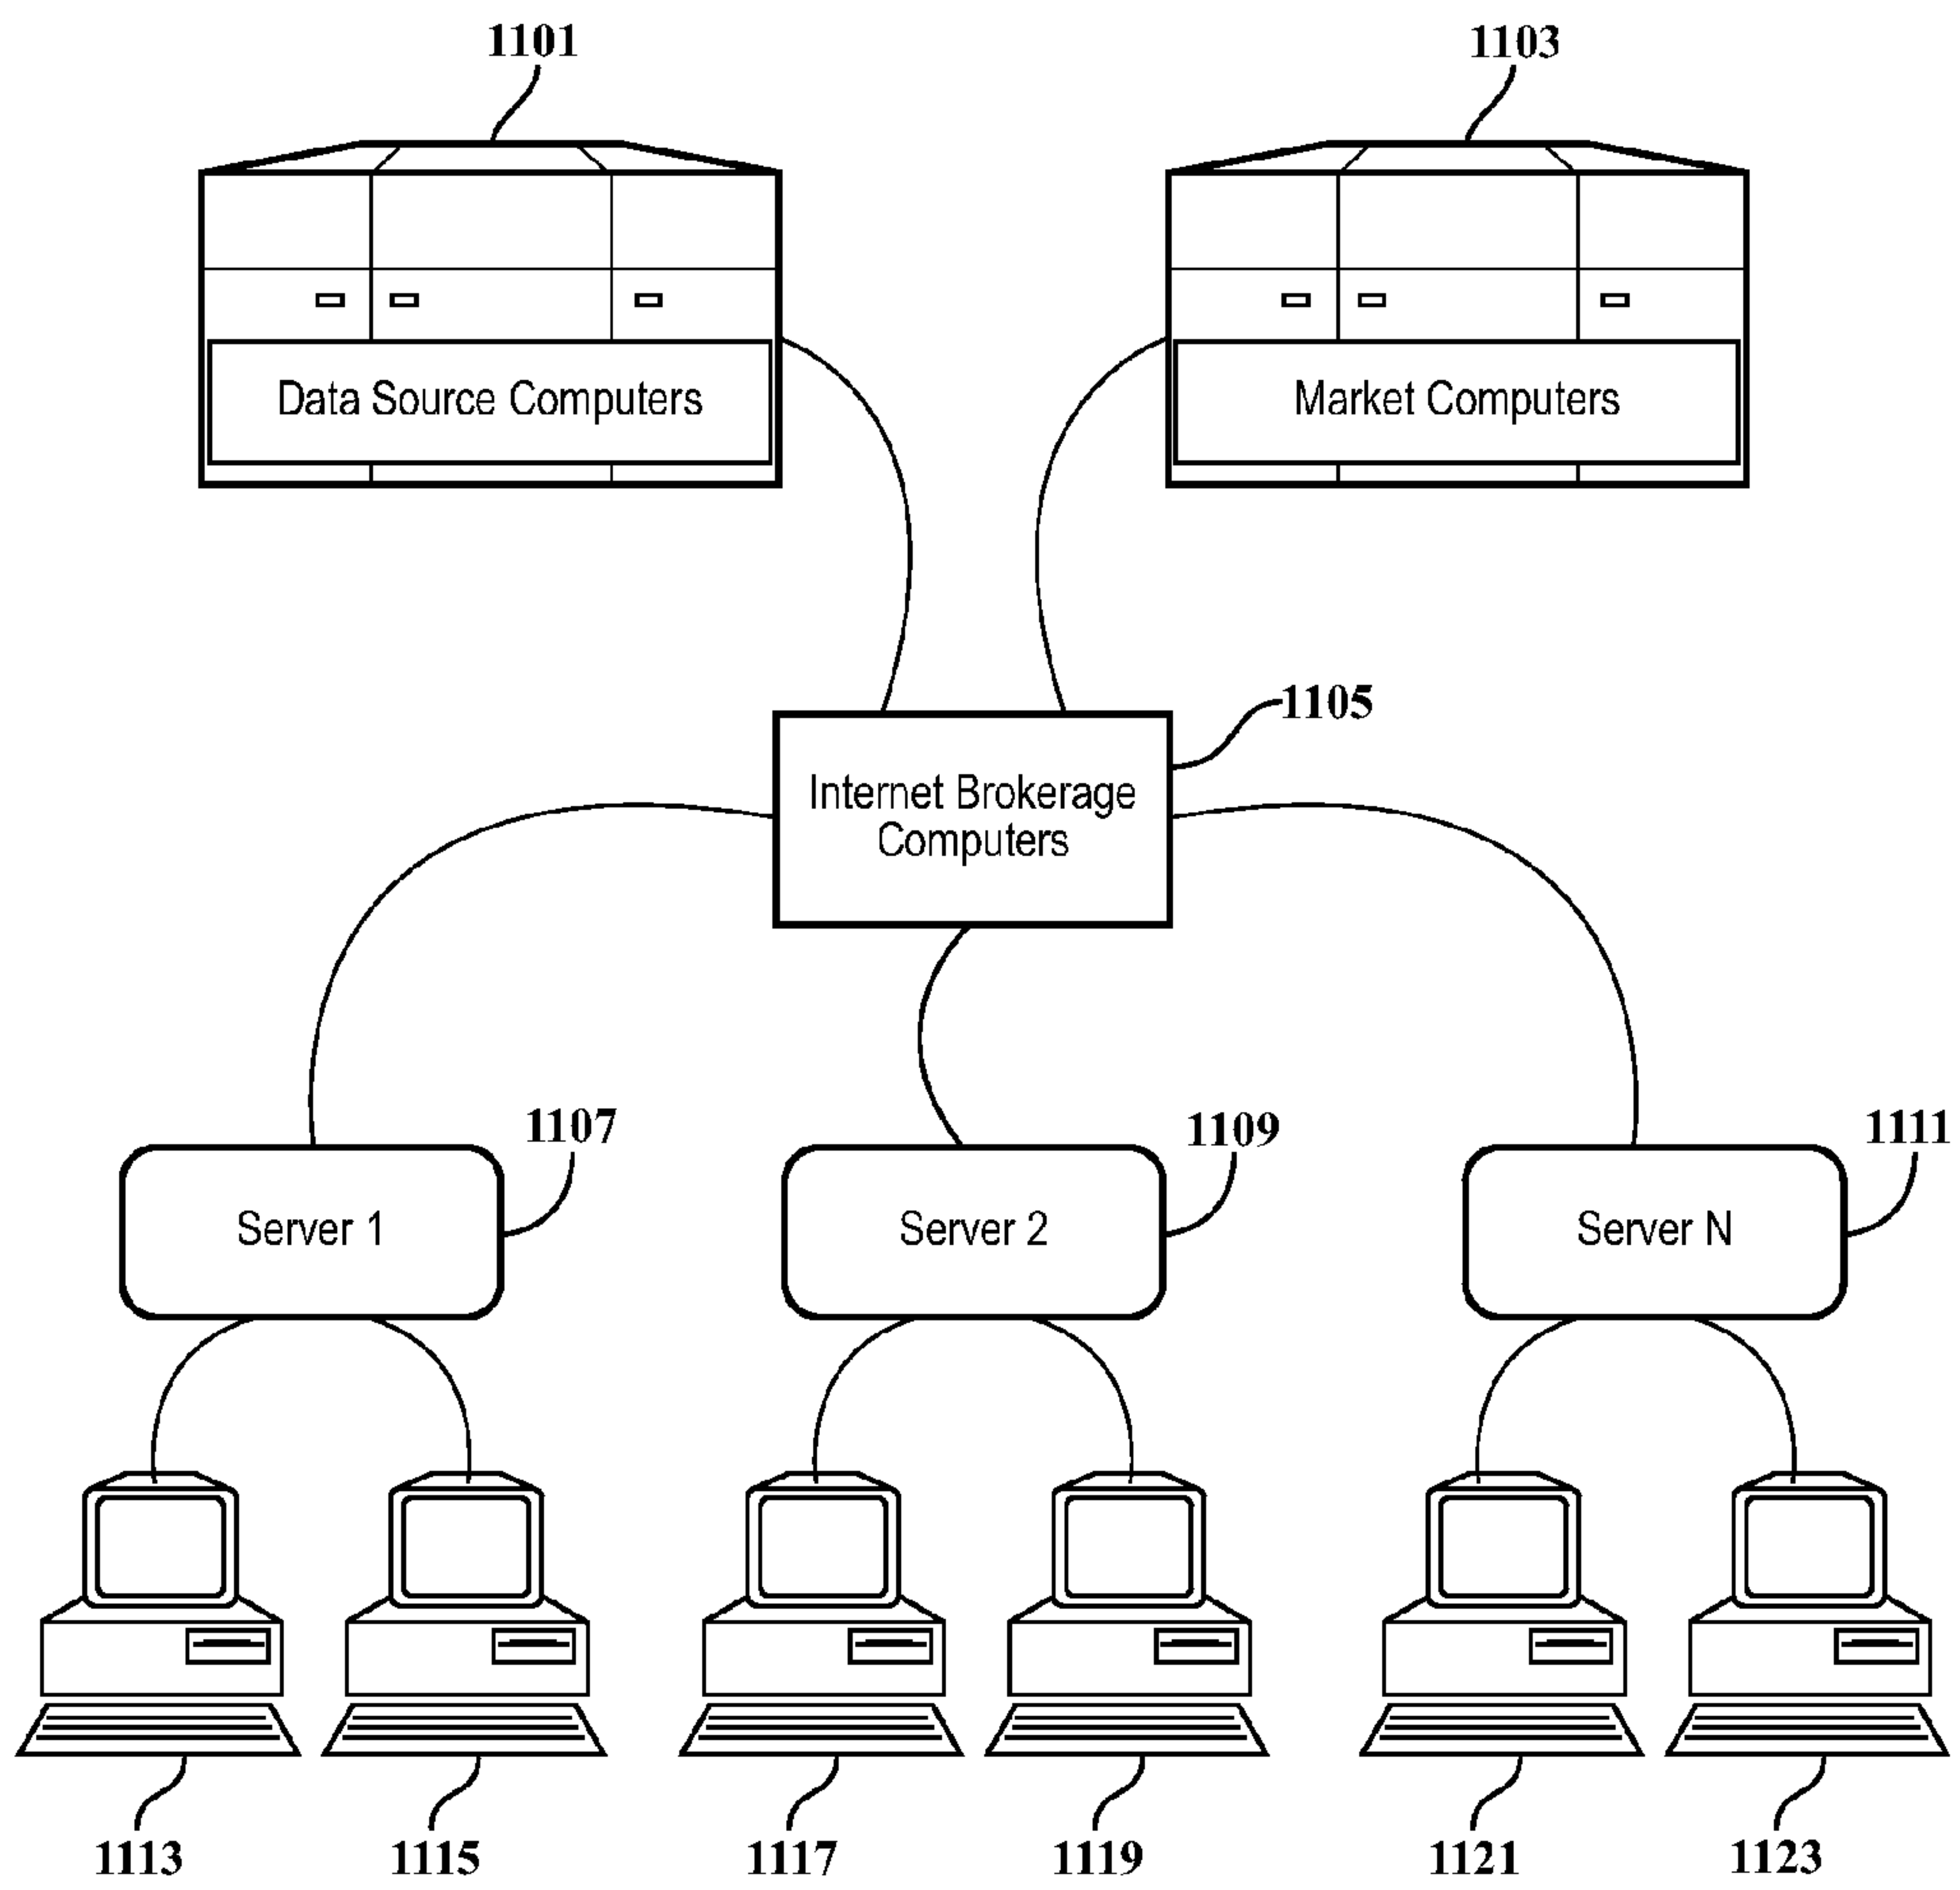 1101
1103
Data Source Computers
Market Computers
1105
Internet Brokerage
Computers
1107
1109
1111
Server 1
Server 2
Server N
1113
1115
1117
1119
1121
1123